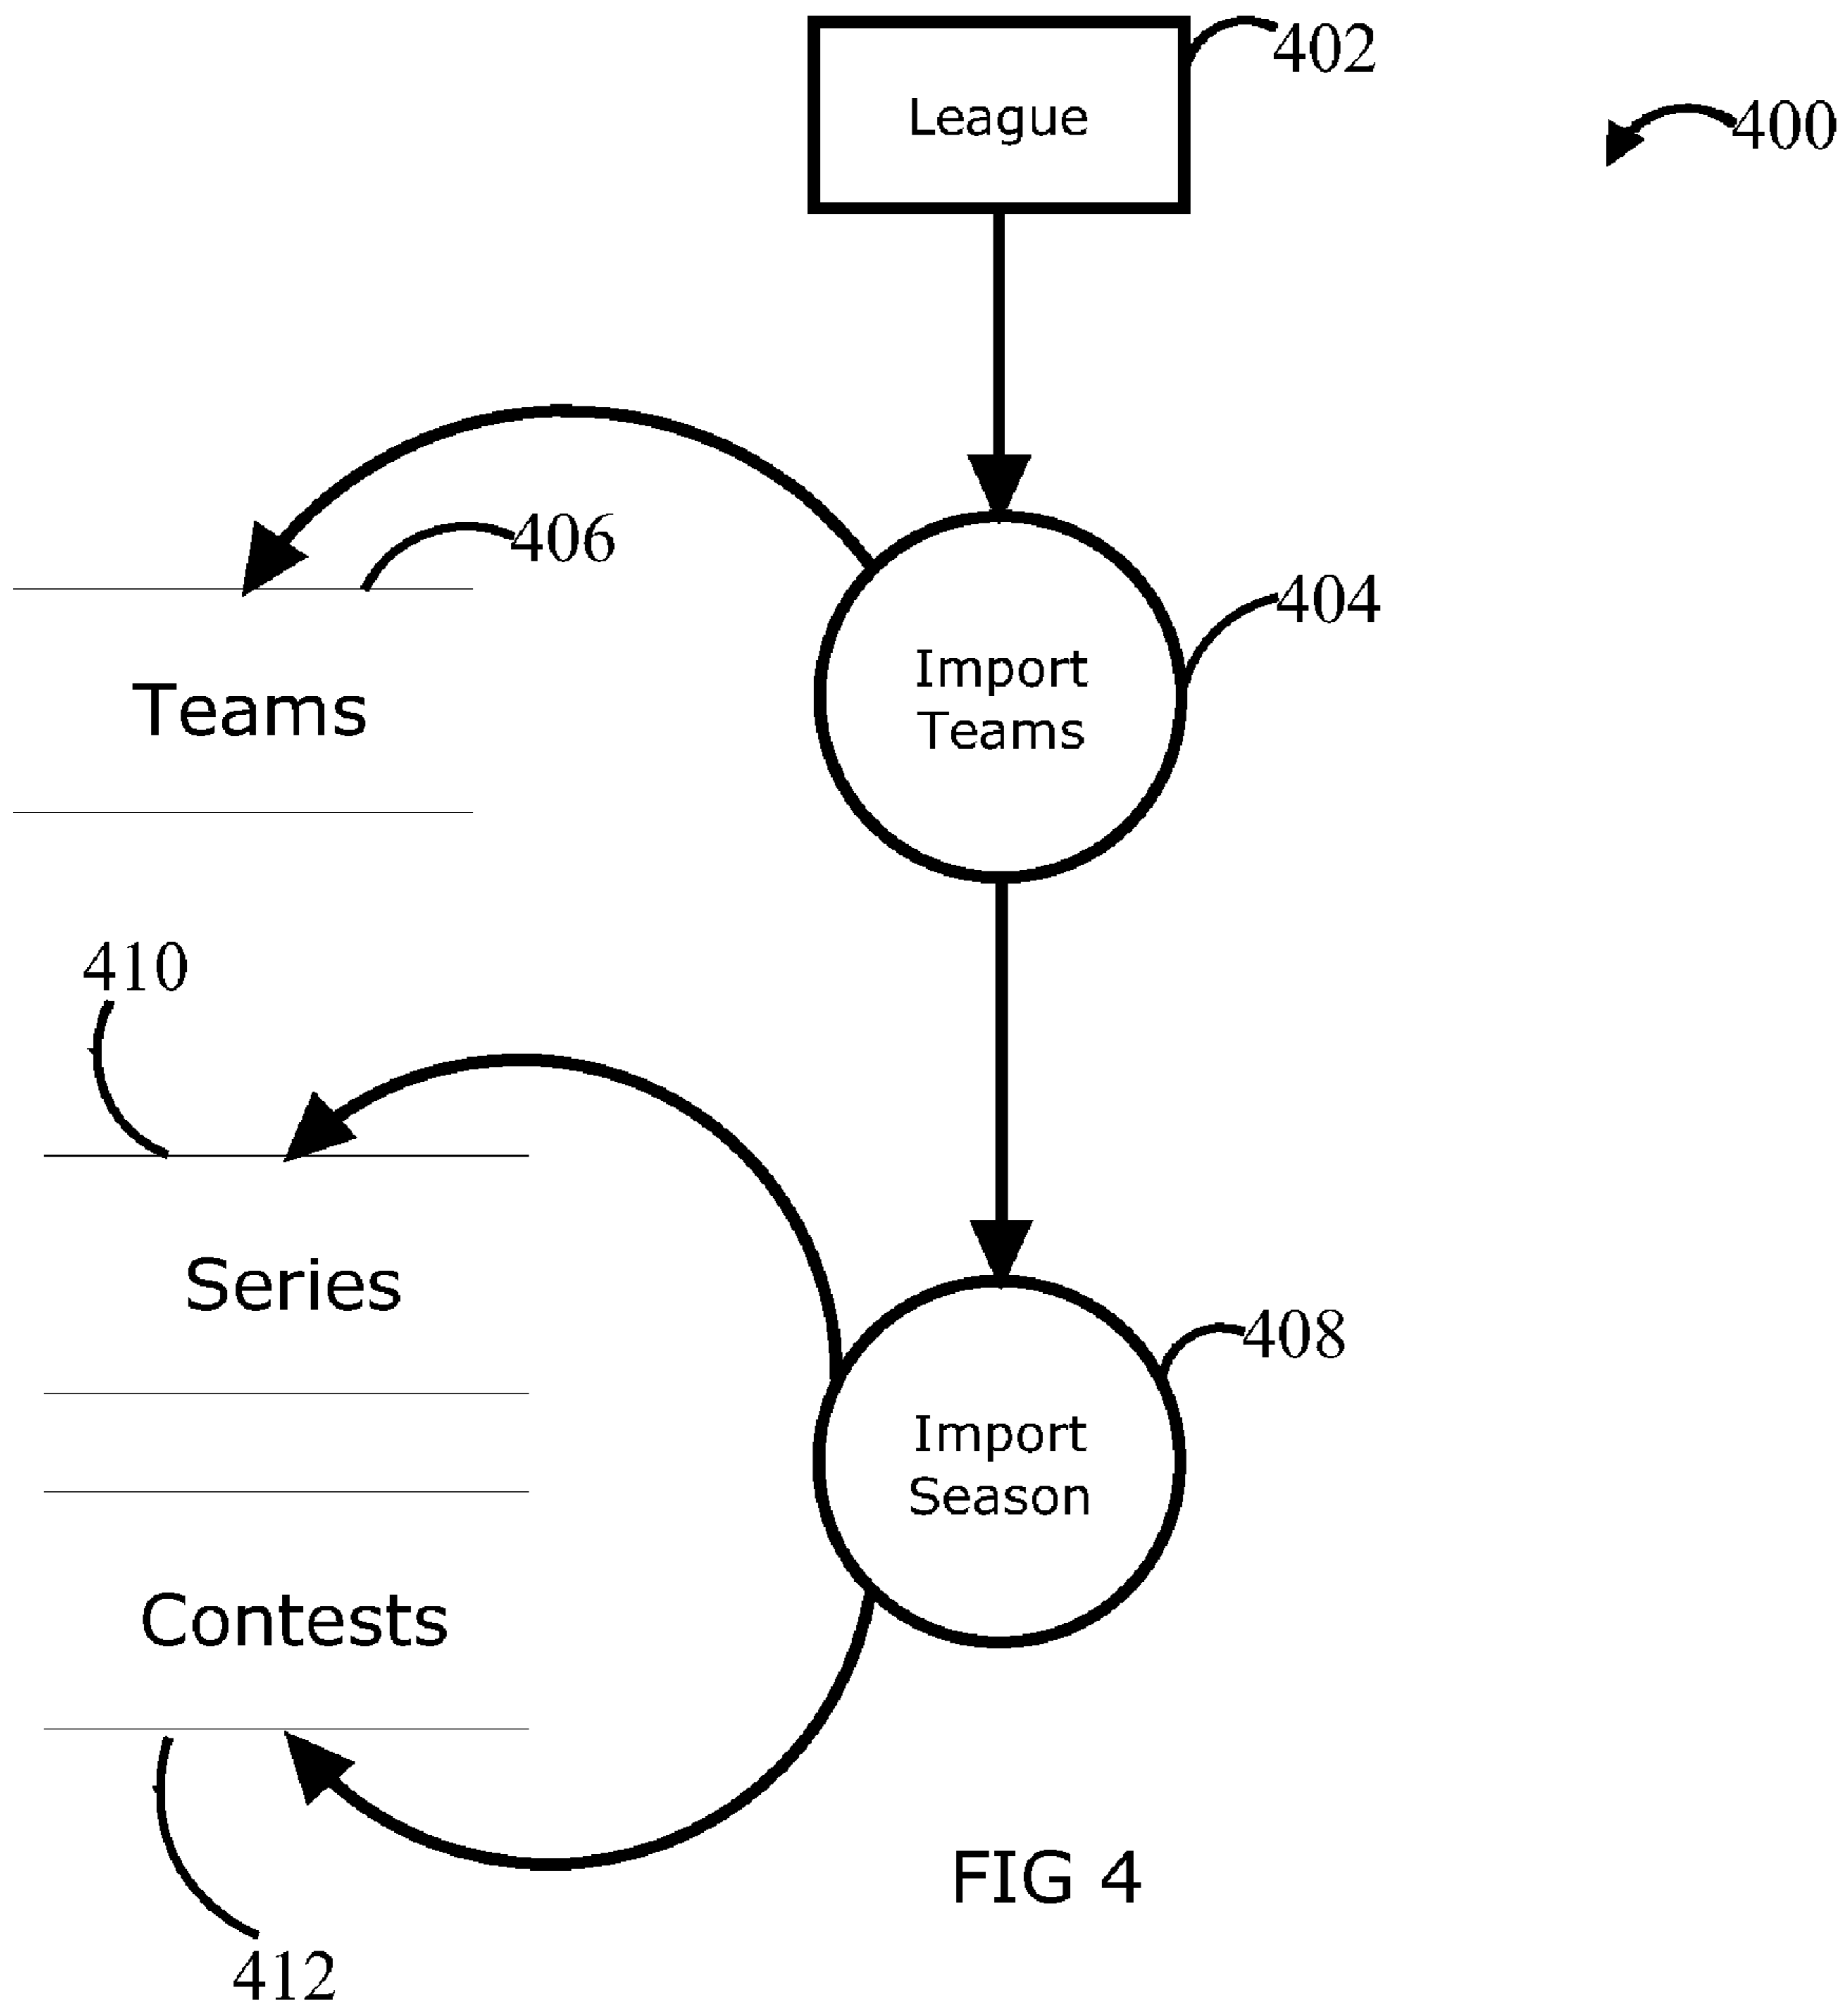 402
League
400
406
404
Import
Teams
Teams
410
Series
408
Import
Season
Contests
FIG 4
412